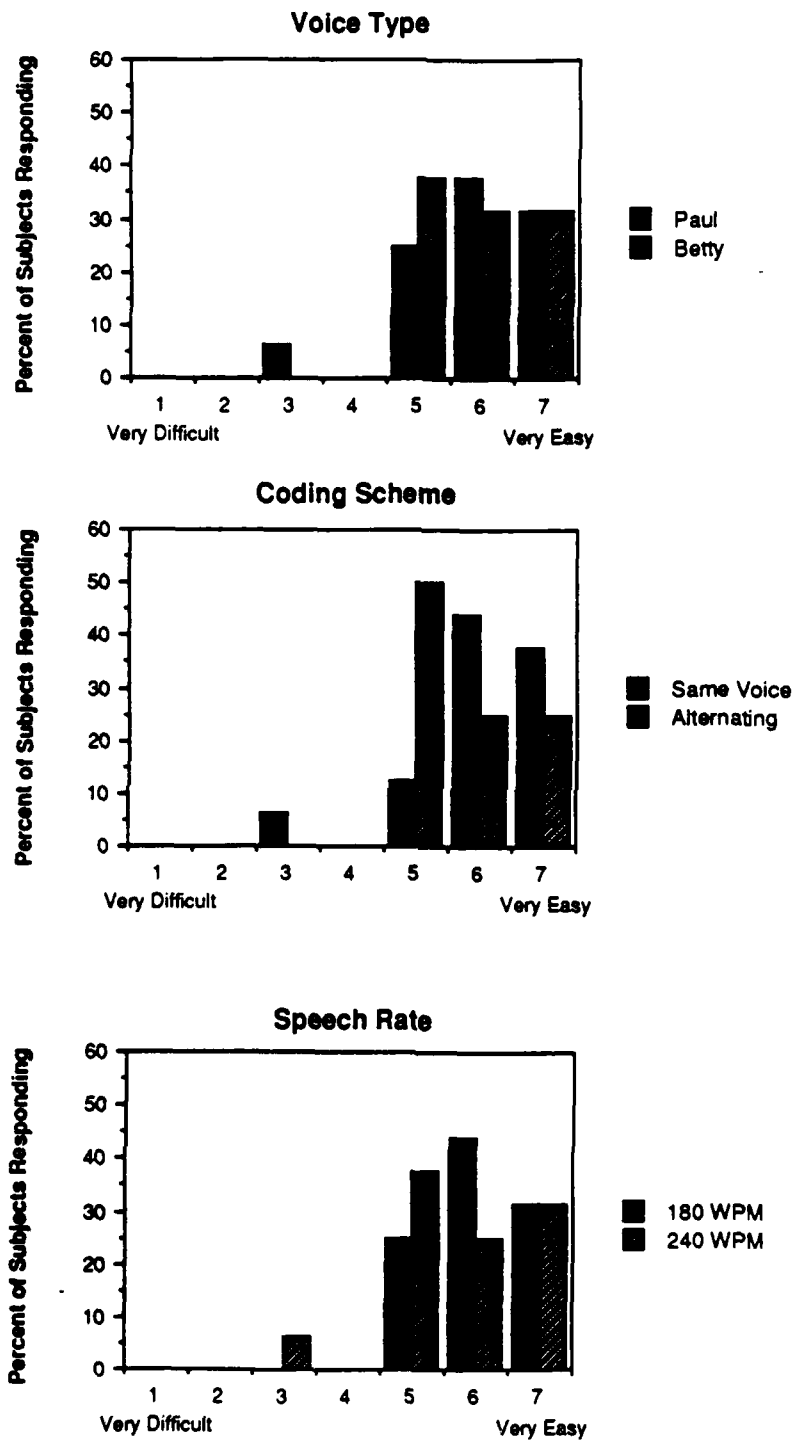 Voice Type
Percent of Subjects Responding
60
50
40
30
20
10
0
1 2 3 4 5 6 7
Very Difficult Very Easy
Paul
Betty
Coding Scheme
Percent of Subjects Responding
60
50
40
30
20
10
0
1 2 3 4 5 6 7
Very Difficult Very Easy
Same Voice
Alternating
Speech Rate
Percent of Subjects Responding
60
50
40
30
20
10
0
1 2 3 4 5 6 7
Very Difficult Very Easy
180 WPM
240 WPM